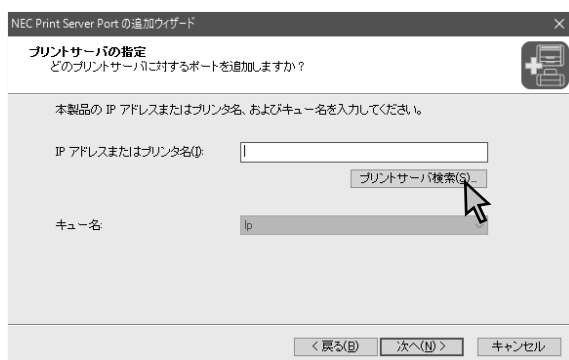 NEC Print Server Port の追加ウィザード
プリントサーバの指定
どのプリントサーバに対するポートを追加しますか?
本製品の IP アドレスまたはプリンタ名、およびキュー名を入力してください。
IP アドレスまたはプリンタ名(I):
プリントサーバ検索(S)...
キュー名:
lp
< 戻る(B)
次へ(N) >
キャンセル